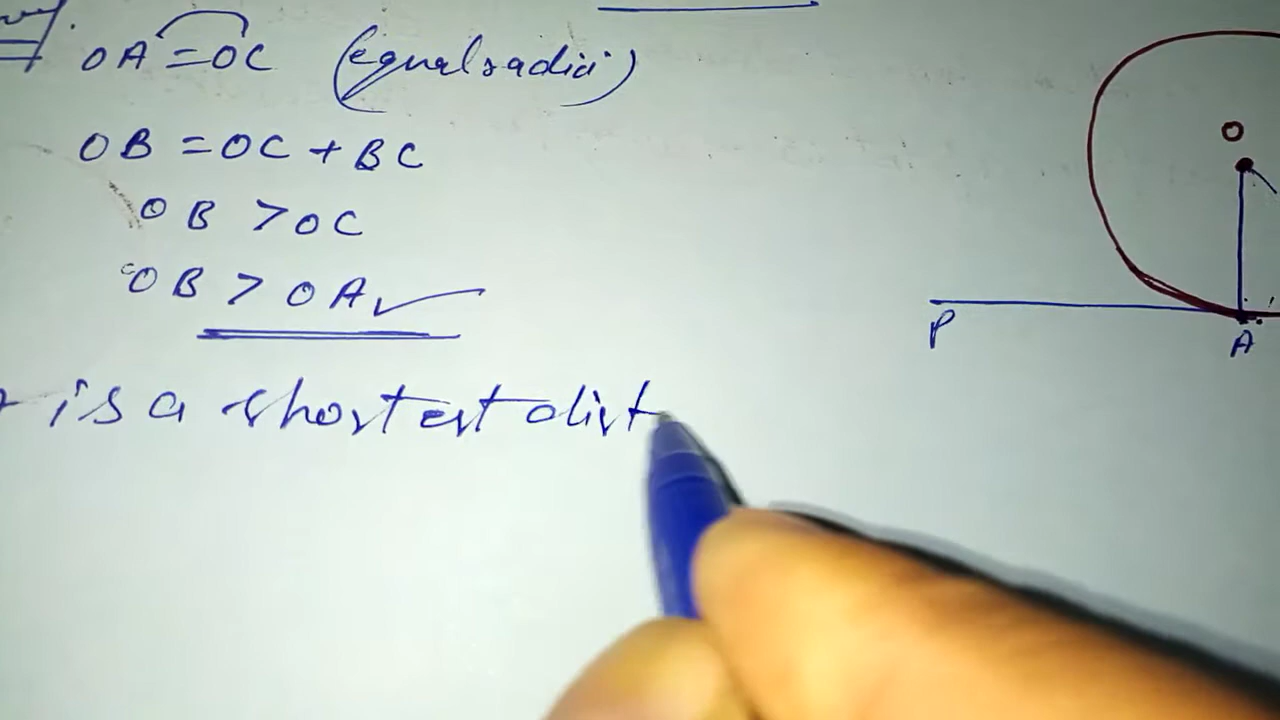 OA = OC (equal radii)
OB = OC + BC
OB > OC
OB > OA
is a shortest dist
O
P
A